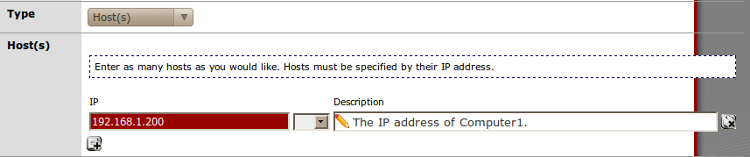 Type
Host(s)
Host(s)
Enter as many hosts as you would like. Hosts must be specified by their IP address.
IP Description
192.168.1.200 The IP address of Computer1.